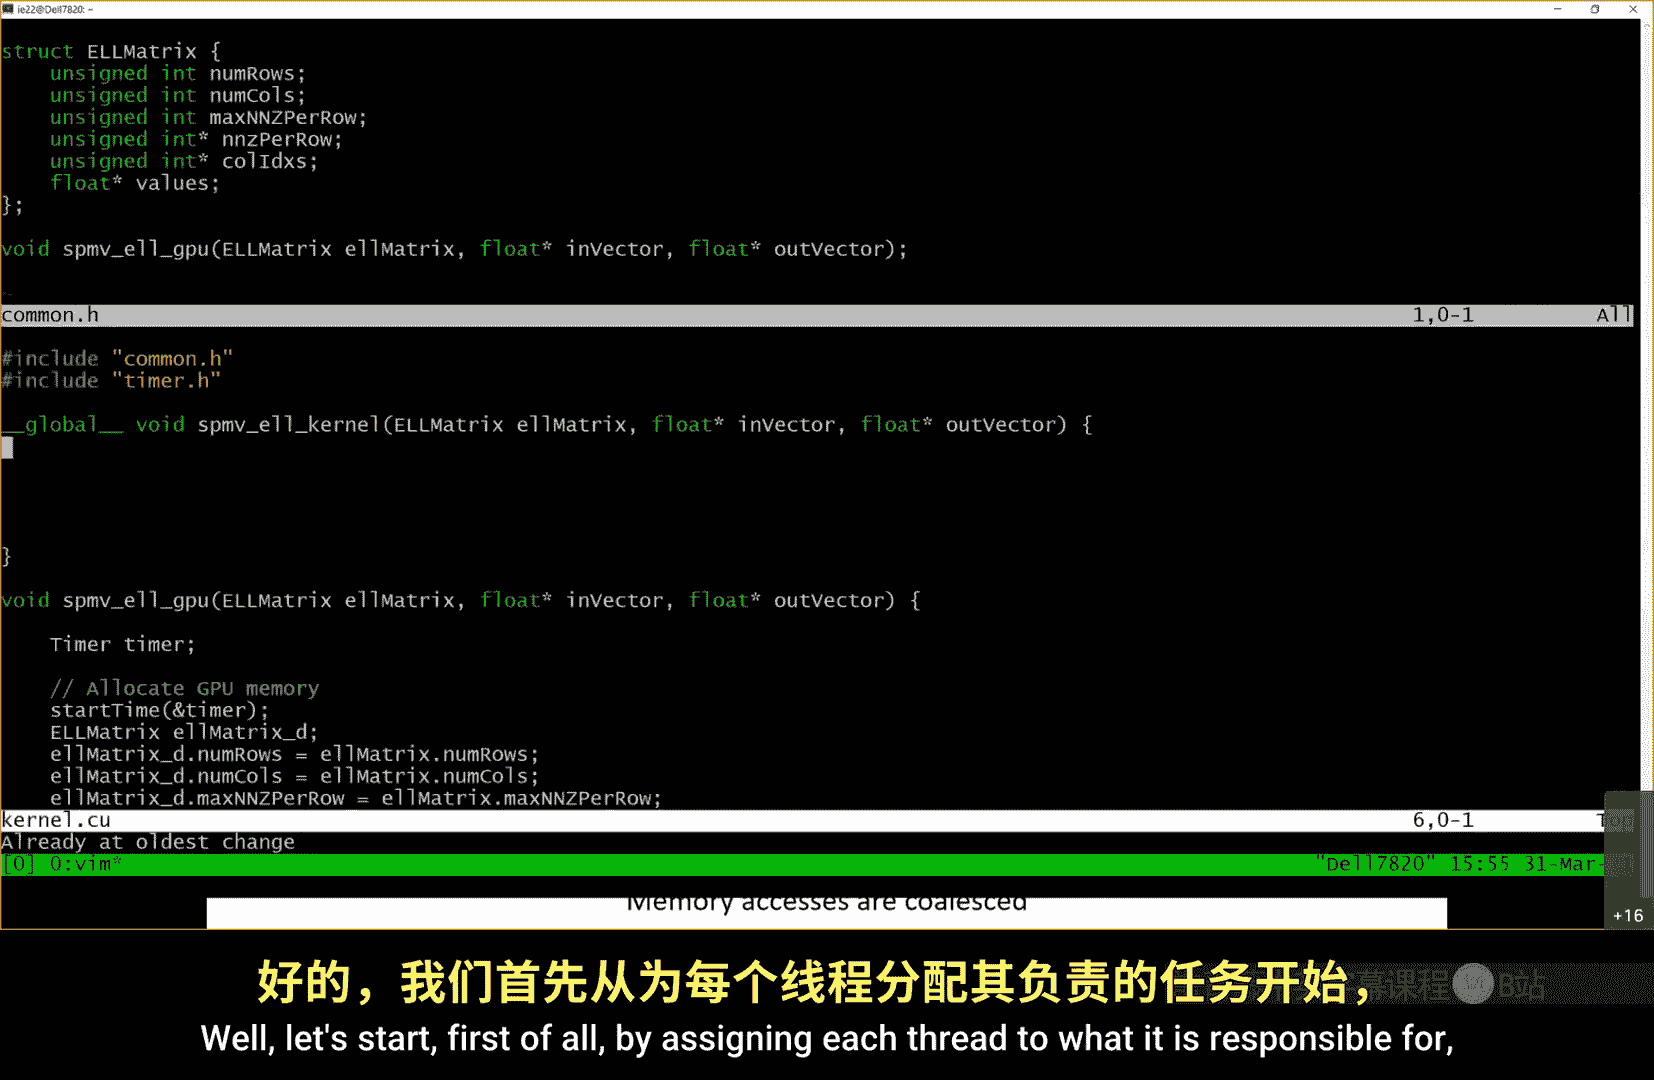 ie22@Dell7820: ~
struct ELLMatrix {
    unsigned int numRows;
    unsigned int numCols;
    unsigned int maxNNZPerRow;
    unsigned int* nnzPerRow;
    unsigned int* colIdxs;
    float* values;
};
void spmv_ell_gpu(ELLMatrix ellMatrix, float* inVector, float* outVector);
common.h 1,0-1 All
#include "common.h"
#include "timer.h"
__global__ void spmv_ell_kernel(ELLMatrix ellMatrix, float* inVector, float* outVector) {
}
void spmv_ell_gpu(ELLMatrix ellMatrix, float* inVector, float* outVector) {
    Timer timer;
    // Allocate GPU memory
    startTime(&timer);
    ELLMatrix ellMatrix_d;
    ellMatrix_d.numRows = ellMatrix.numRows;
    ellMatrix_d.numCols = ellMatrix.numCols;
    ellMatrix_d.maxNNZPerRow = ellMatrix.maxNNZPerRow;
kernel.cu 6,0-1 Top
Already at oldest change
[0] 0:vim* "Dell7820" 15:55 31-Mar-
Memory accesses are coalesced
+16
好的，我们首先从为每个线程分配其负责的任务开始，
课程 B站
Well, let's start, first of all, by assigning each thread to what it is responsible for,